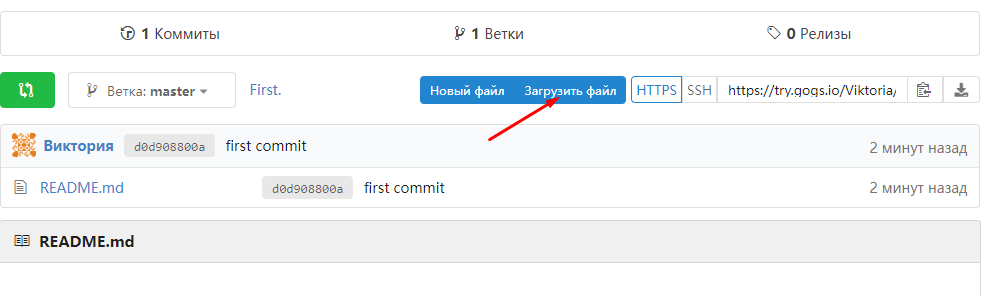 1 Коммиты 1 Ветки 0 Релизы
Ветка: master First. Новый файл Загрузить файл HTTPS SSH https://try.gogs.io/Viktoria/
Виктория d0d908800a first commit 2 минут назад
README.md d0d908800a first commit 2 минут назад
README.md